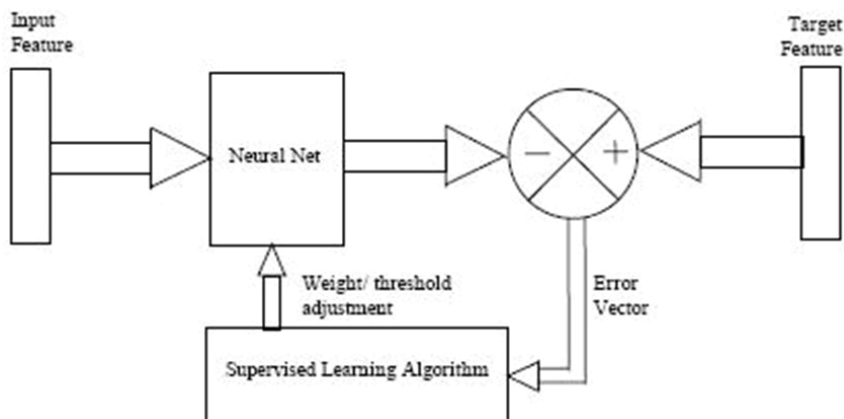 Input
Feature
Target
Feature
Neural Net
−
+
Weight/ threshold
adjustment
Error
Vector
Supervised Learning Algorithm